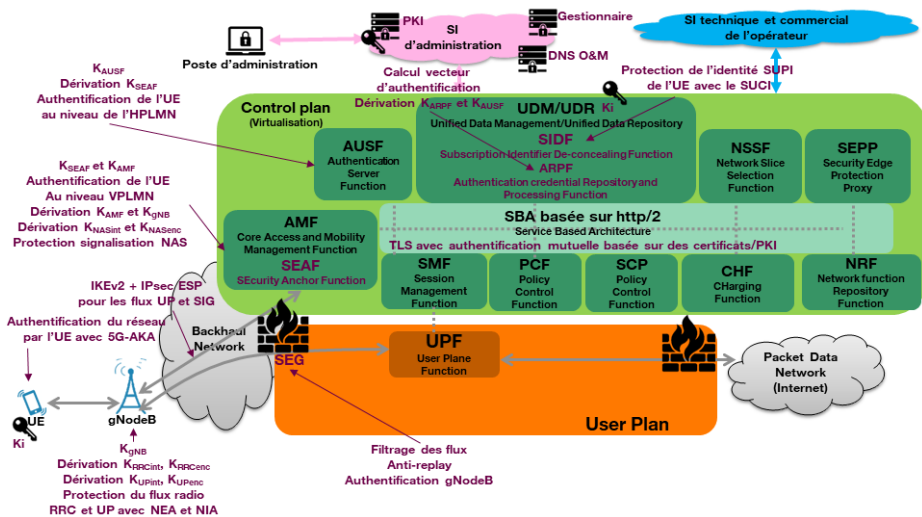 PKI
SI
d'administration
Gestionnaire
DNS O&M
SI technique et commercial
de l'opérateur
Poste d'administration
Calcul vecteur
d'authentification
Dérivation KARPF et KAUSF
Protection de l'identité SUPI
de l'UE avec le SUCI
KAUSF
Dérivation KSEAF
Authentification de l'UE
au niveau de l'HPLMN
Control plan
(Virtualisation)
AUSF
Authentication
Server
Function
UDM/UDR
Ki
Unified Data Management/Unified Data Repository
SIDF
Subscription Identifier De-concealing Function
ARPF
Authentication credential Repository and
Processing Function
NSSF
Network Slice
Selection
Function
SEPP
Security Edge
Protection
Proxy
KSEAF et KAMF
Authentification de l'UE
Au niveau VPLMN
Dérivation KAMF et KgNB
Dérivation KNASint et KNASenc
Protection signalisation NAS
AMF
Core Access and Mobility
Management Function
SEAF
SEcurity Anchor Function)
SBA basée sur http/2
Service Based Architecture
TLS avec authentification mutuelle basée sur des certificats/PKI
SMF
Session
Management
Function
PCF
Policy
Control
Function
SCP
Policy
Control
Function
CHF
CHarging
Function
NRF
Network function
Repository
Function
IKEv2 + IPsec ESP
pour les flux UP et SIG
Authentification du réseau
par l'UE avec 5G-AKA
Backhaul
Network
SEG
UPF
User Plane
Function
Packet Data
Network
(Internet)
UE
Ki
gNodeB
User Plan
KgNB
Dérivation KRRCint, KRRCenc
Dérivation KUPint, KUPenc
Protection du flux radio
RRC et UP avec NEA et NIA
Filtrage des flux
Anti-replay
Authentification gNodeB